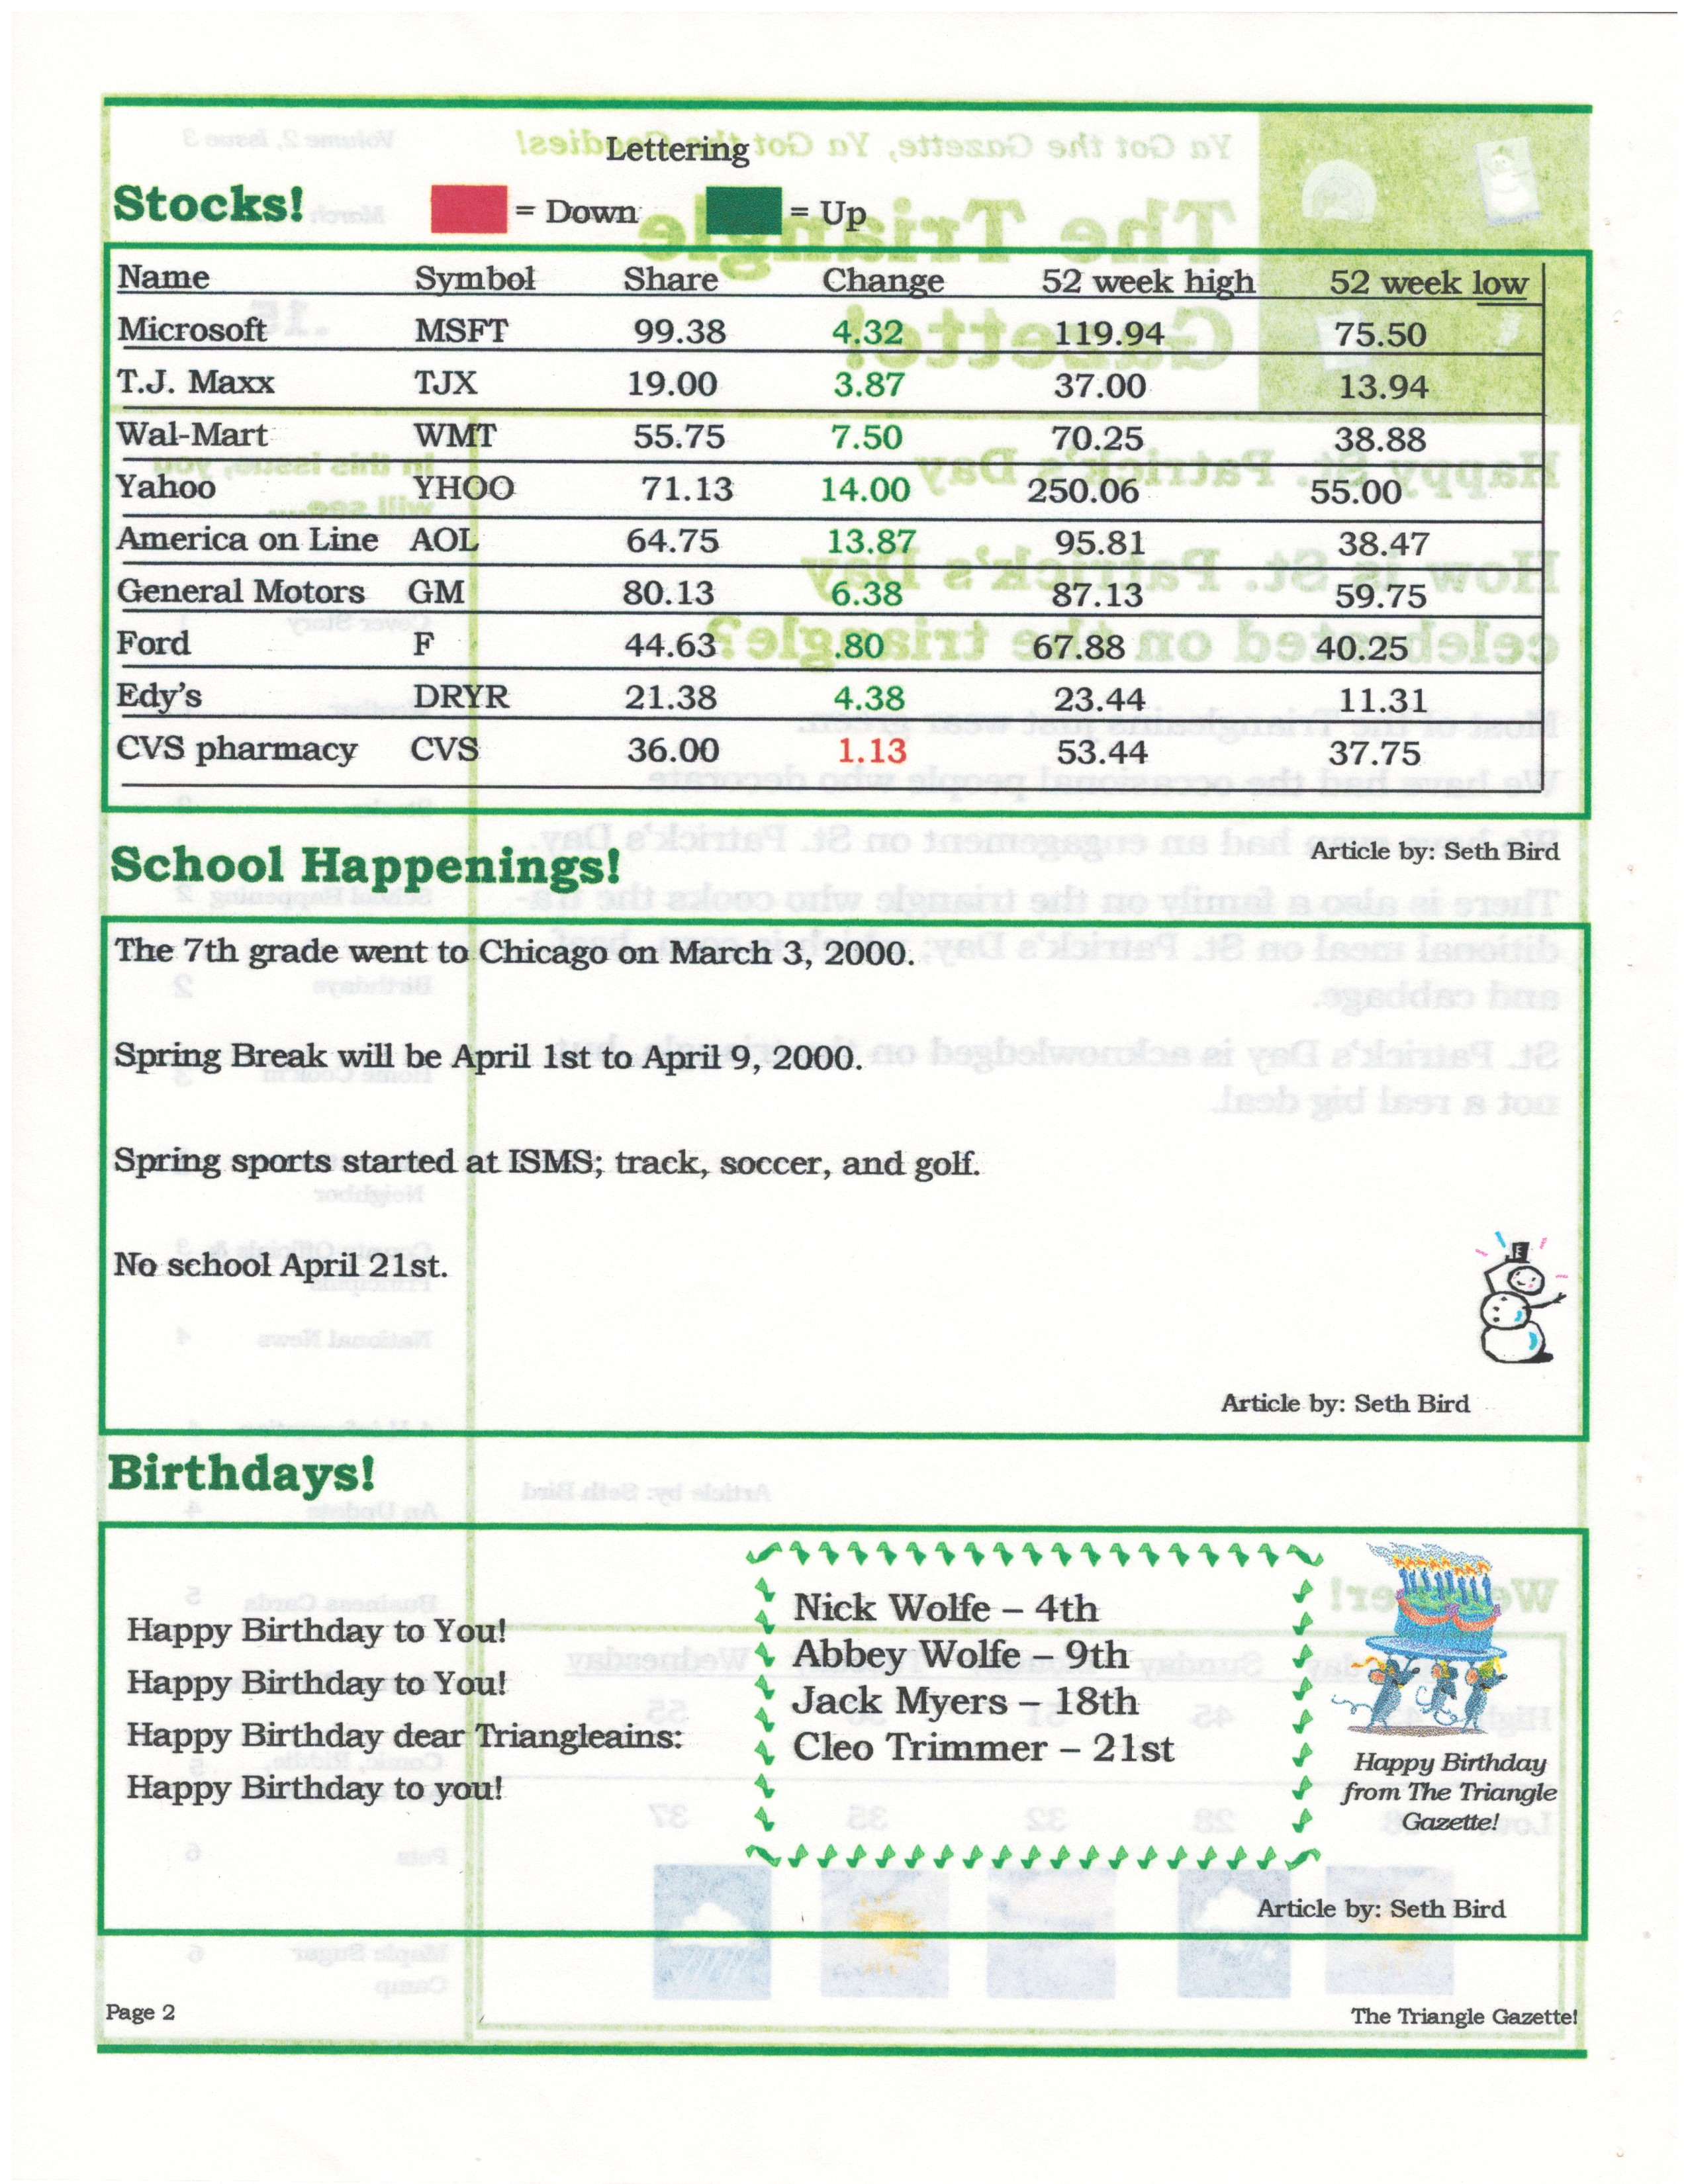 Lettering
Stocks! = Down = Up
Name Symbol Share Change 52 week high 52 week low
Microsoft MSFT 99.38 4.32 119.94 75.50
T.J. Maxx TJX 19.00 3.87 37.00 13.94
Wal-Mart WMT 55.75 7.50 70.25 38.88
Yahoo YHOO 71.13 14.00 250.06 55.00
America on Line AOL 64.75 13.87 95.81 38.47
General Motors GM 80.13 6.38 87.13 59.75
Ford F 44.63 .80 67.88 40.25
Edy's DRYR 21.38 4.38 23.44 11.31
CVS pharmacy CVS 36.00 1.13 53.44 37.75
Article by: Seth Bird
School Happenings!
The 7th grade went to Chicago on March 3, 2000.
Spring Break will be April 1st to April 9, 2000.
Spring sports started at ISMS; track, soccer, and golf.
No school April 21st.
Article by: Seth Bird
Birthdays!
Happy Birthday to You!
Happy Birthday to You!
Happy Birthday dear Triangleains:
Happy Birthday to you!
Nick Wolfe – 4th
Abbey Wolfe – 9th
Jack Myers – 18th
Cleo Trimmer – 21st
Happy Birthday
from The Triangle
Gazette!
Article by: Seth Bird
Page 2 The Triangle Gazette!